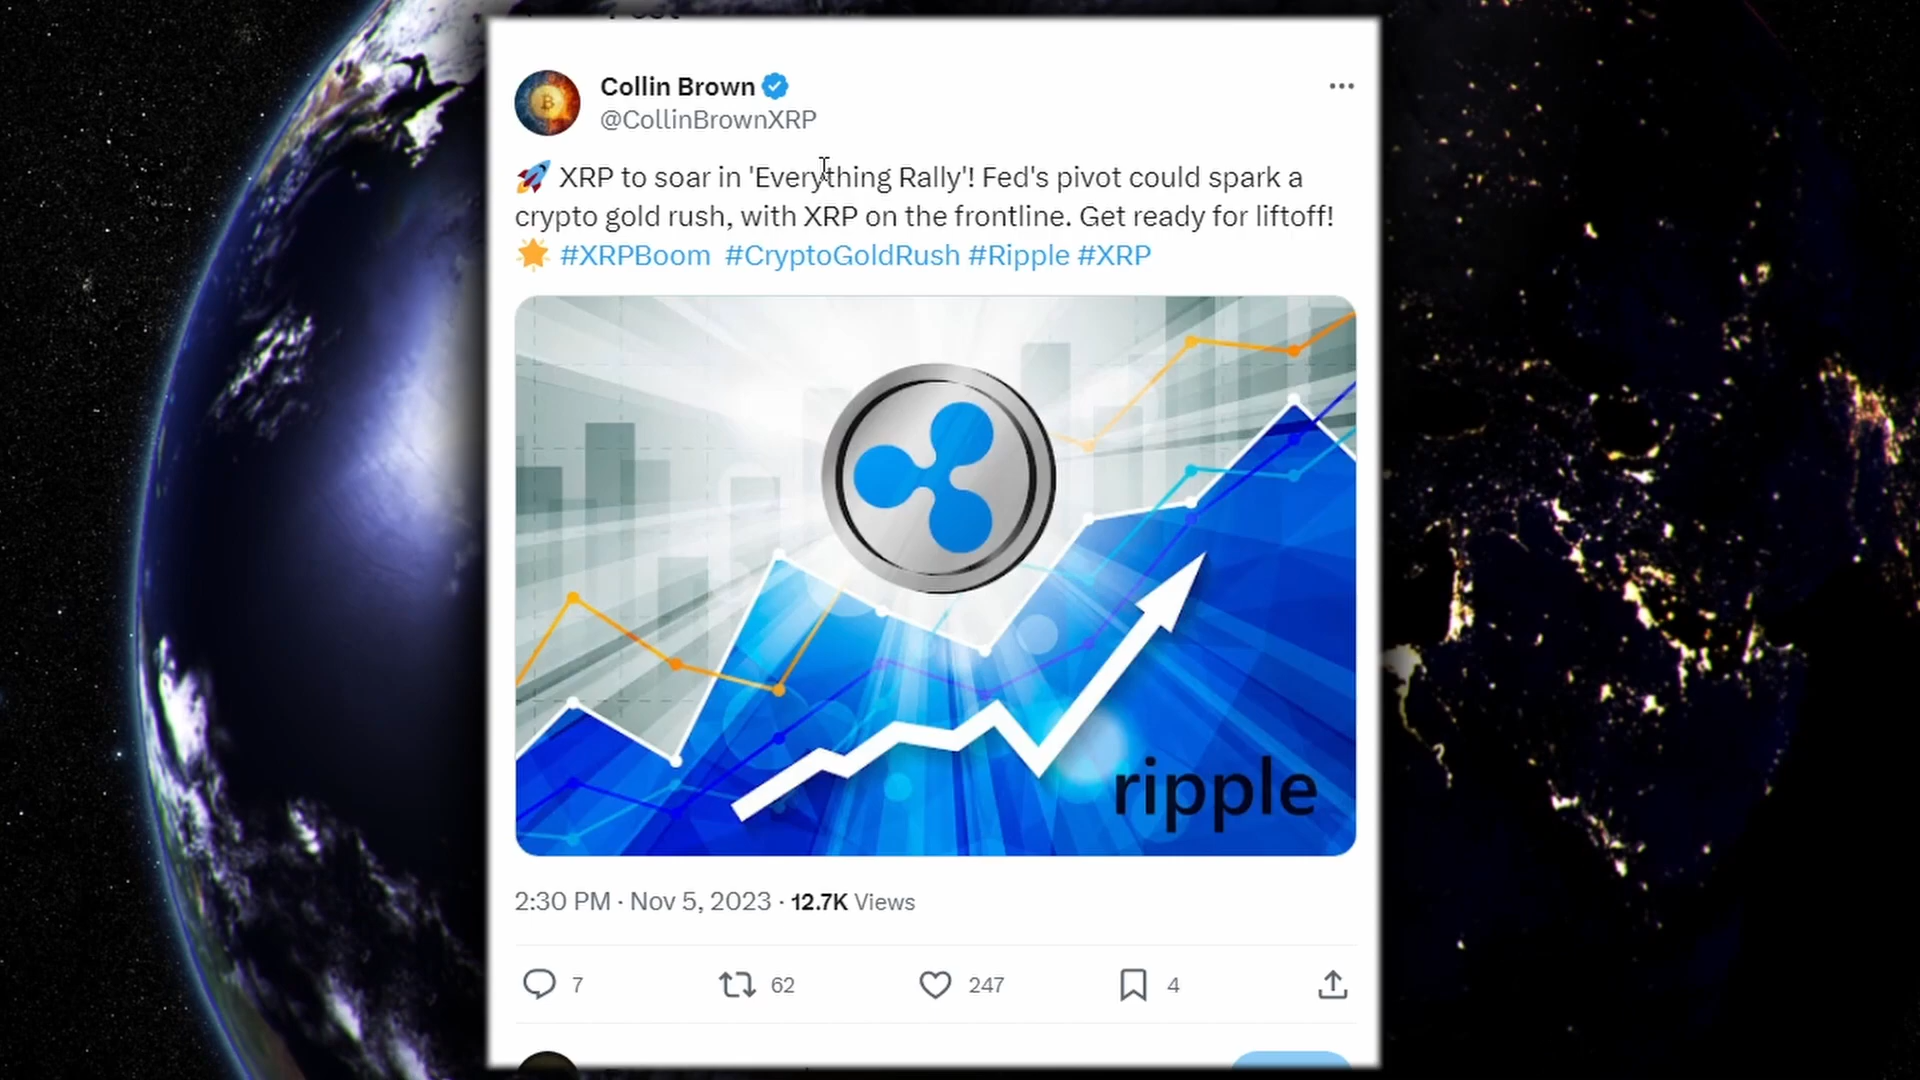 Collin Brown
@CollinBrownXRP
🚀 XRP to soar in 'Everything Rally'! Fed's pivot could spark a
crypto gold rush, with XRP on the frontline. Get ready for liftoff!
🌟 #XRPBoom #CryptoGoldRush #Ripple #XRP
ripple
2:30 PM · Nov 5, 2023 · 12.7K Views
7 62 247 4